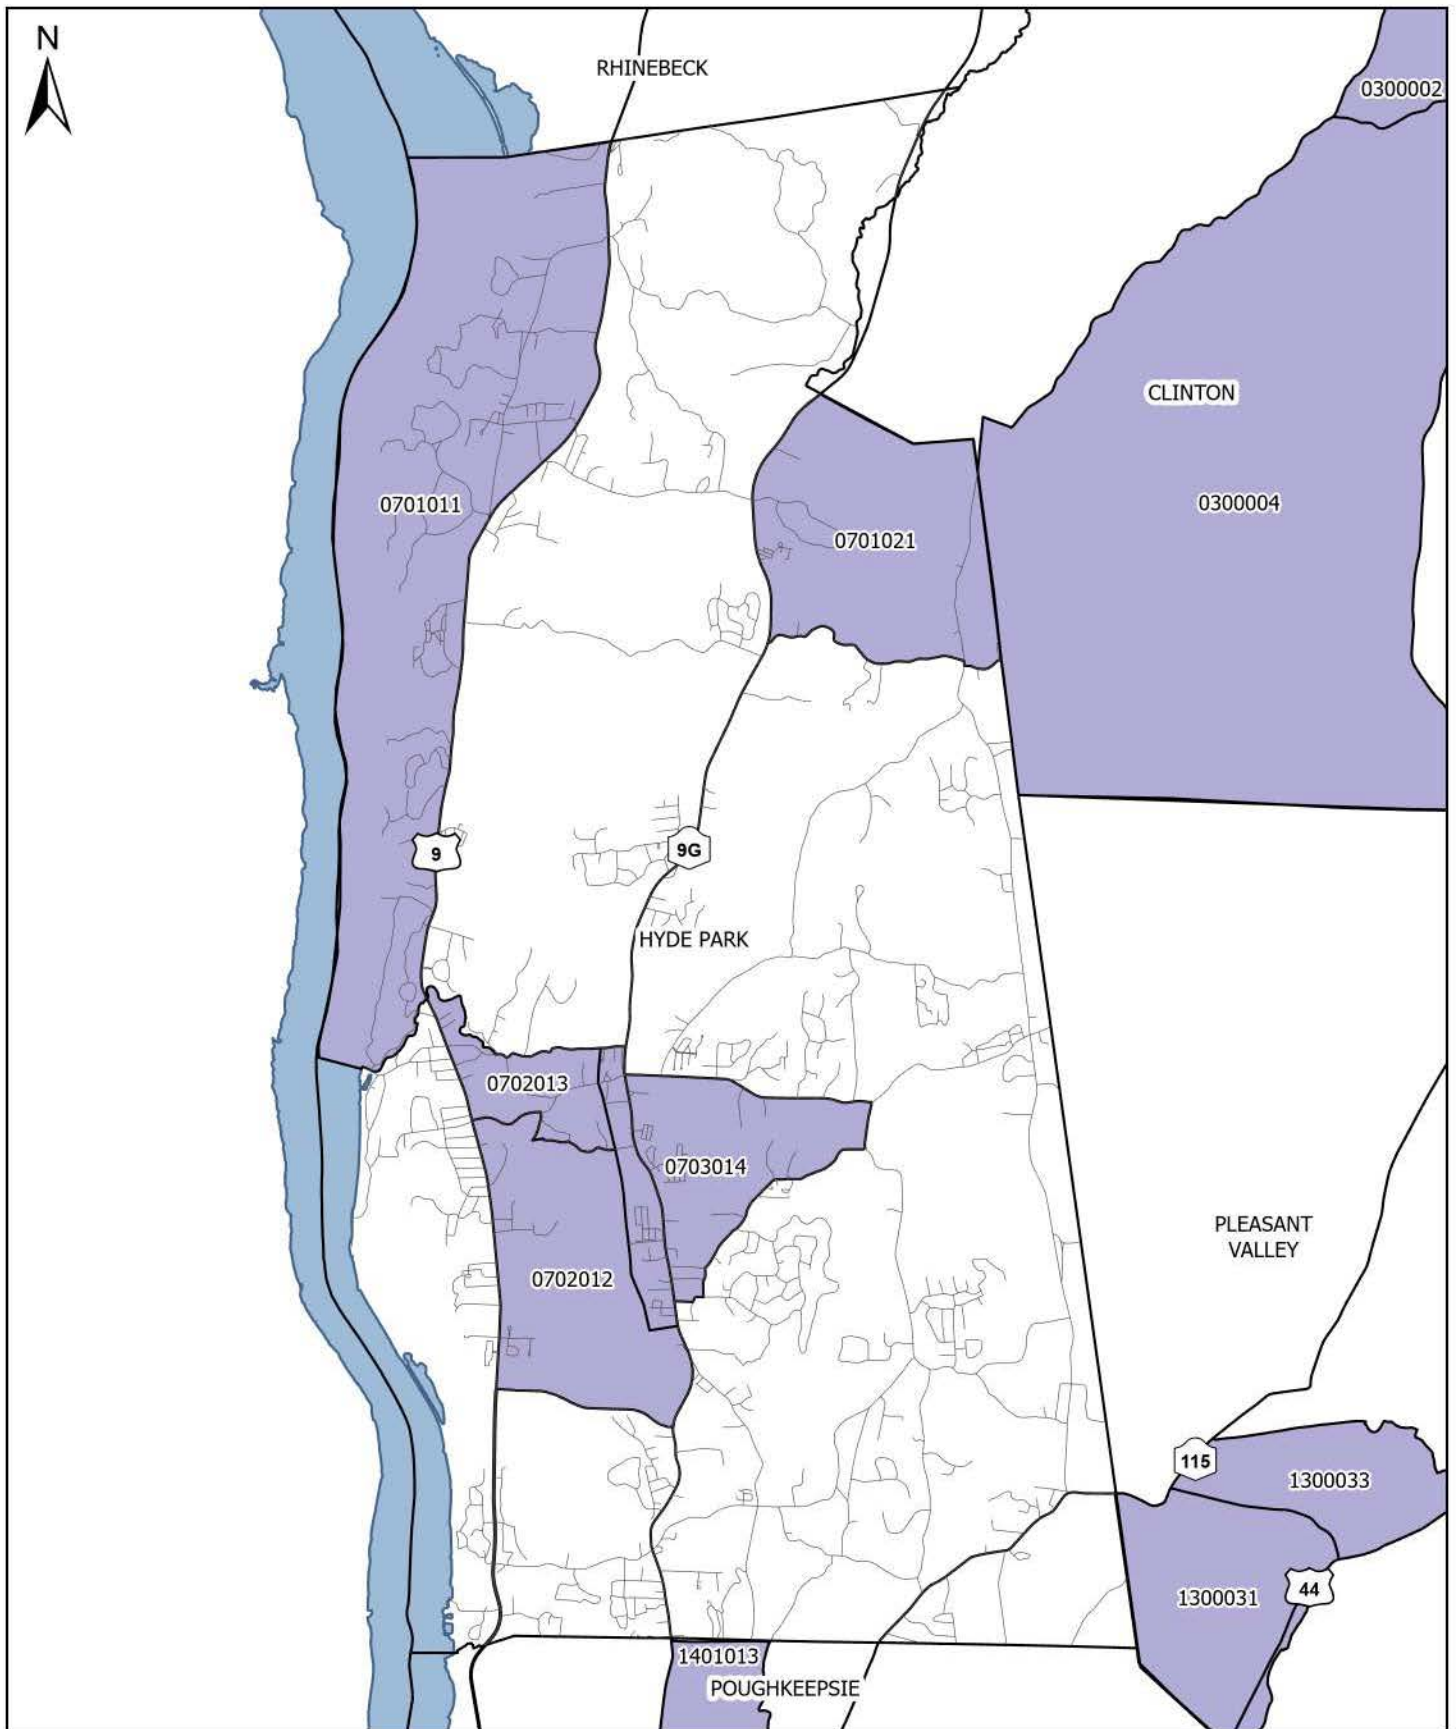 N
RHINEBECK
0300002
CLINTON
0701011
0300004
0701021
9
9G
HYDE PARK
0702013
0703014
PLEASANT
VALLEY
0702012
115
1300033
44
1300031
1401013
POUGHKEEPSIE